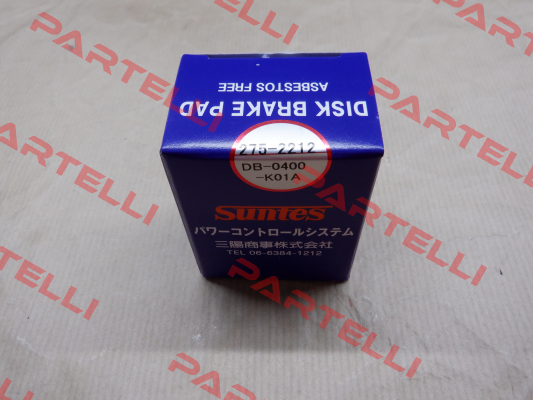 DISK BRAKE PAD
ASBESTOS FREE
275-2212
DB-0400
-K01A
Suntes
パワーコントロールシステム
三陽商事株式会社
TEL 06-6384-1212
PARTELLI
PARTELLI
PARTELLI
PARTELLI
PARTELLI
PARTELLI
PARTELLI
PARTELLI